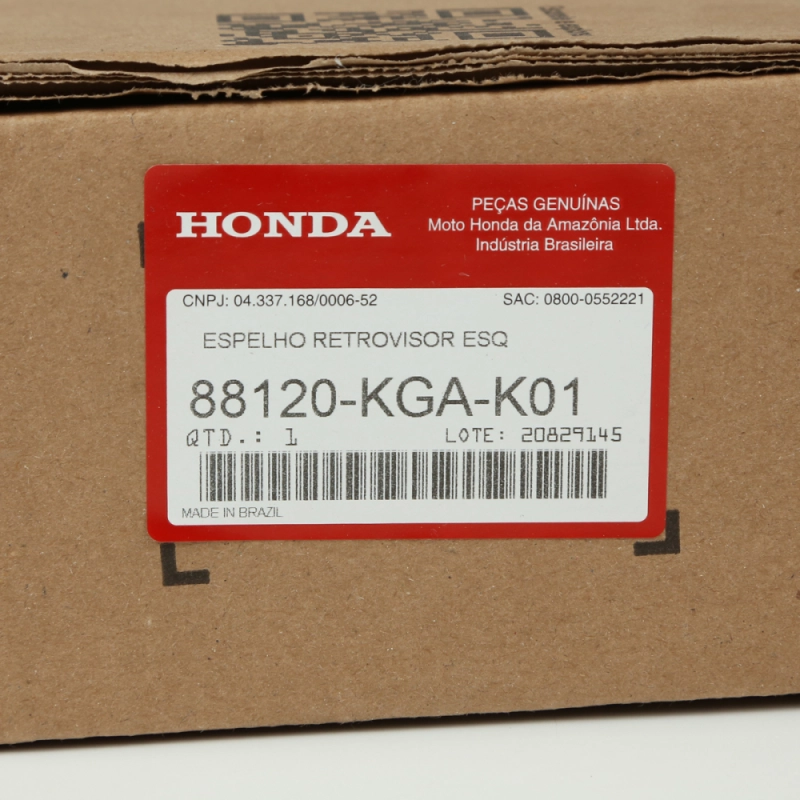 HONDA
PEÇAS GENUÍNAS
Moto Honda da Amazônia Ltda.
Indústria Brasileira
CNPJ: 04.337.168/0006-52 SAC: 0800-0552221
ESPELHO RETROVISOR ESQ
88120-KGA-K01
QTD.: 1 LOTE: 20829145
MADE IN BRAZIL